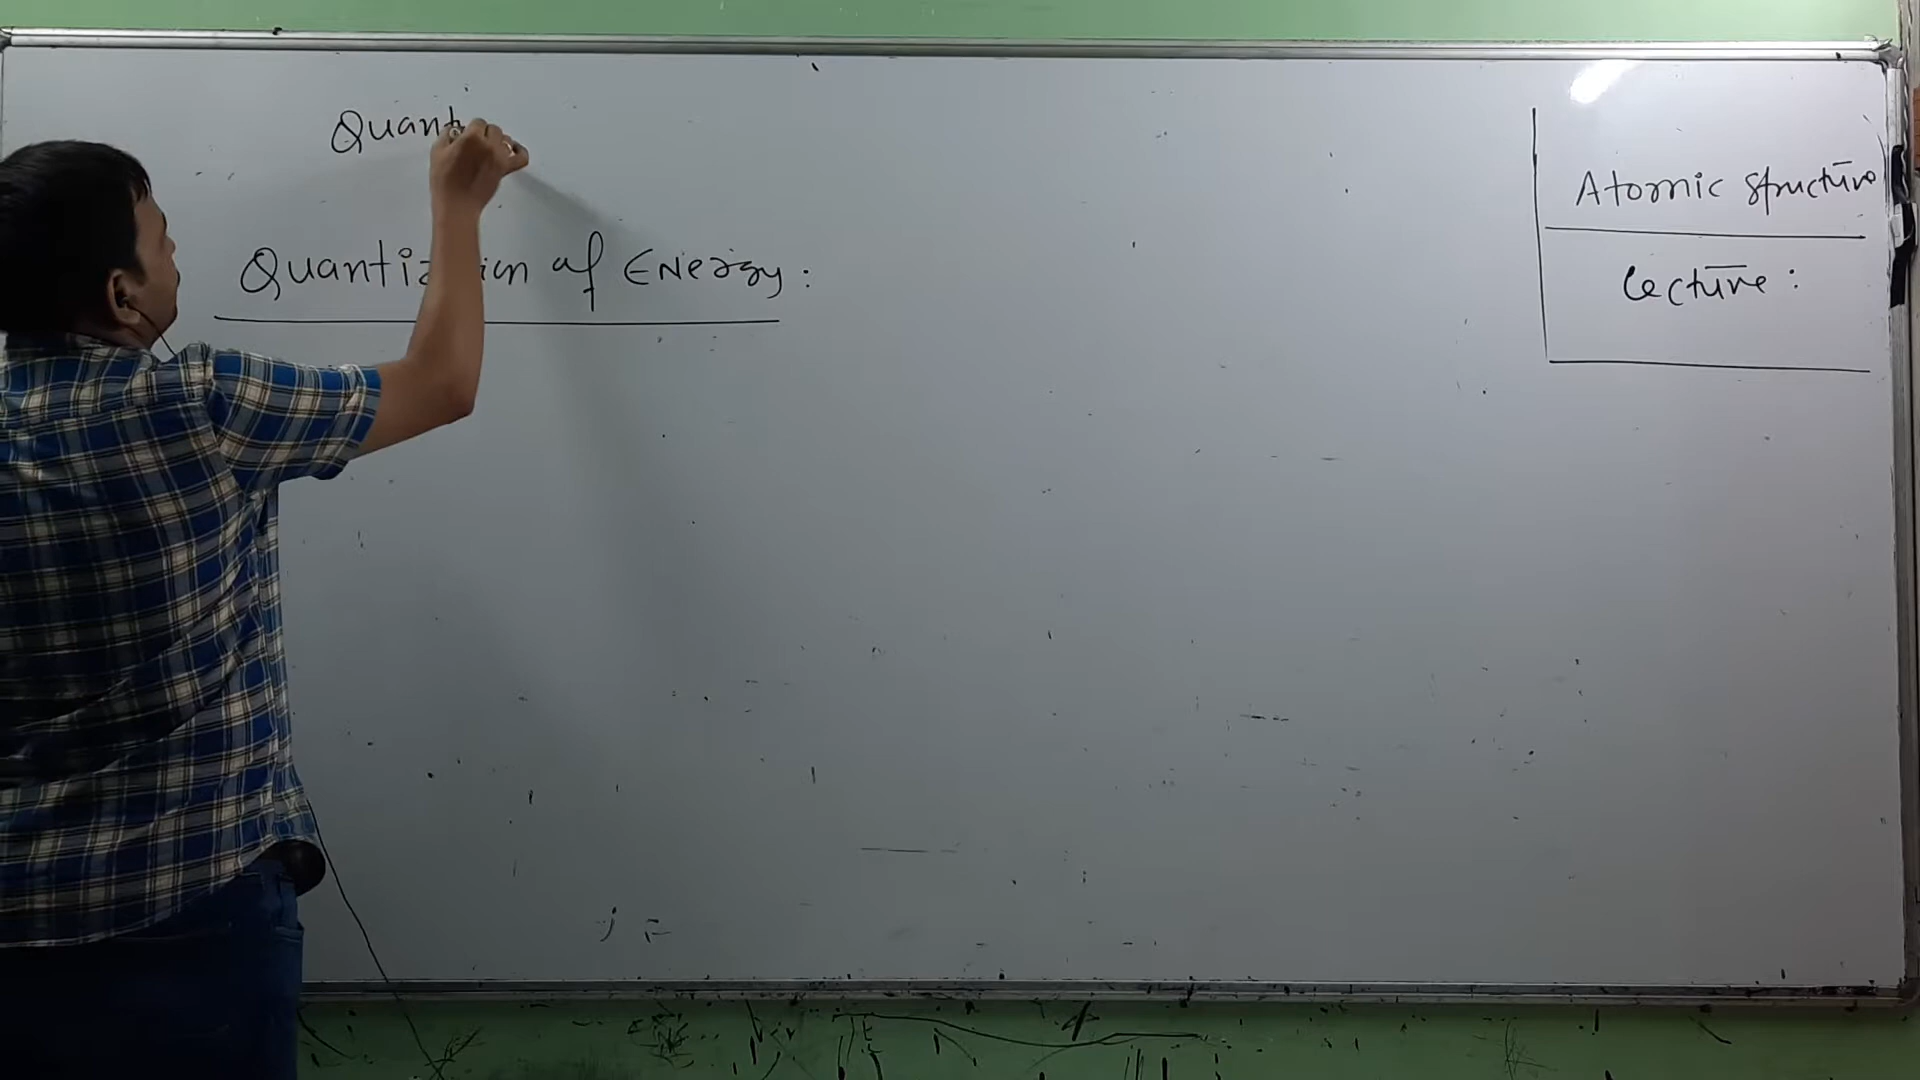 Quant
Quantization of Energy:
Atomic structure
Lecture :